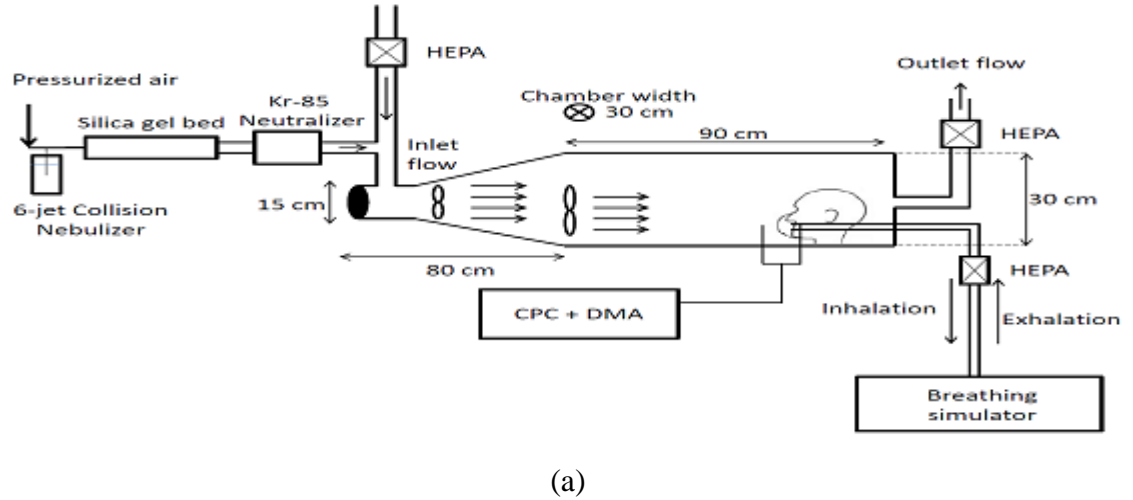 HEPA
Pressurized air
Outlet flow
Kr-85
Neutralizer
Silica gel bed
Chamber width
30 cm
90 cm
HEPA
Inlet
flow
15 cm
30 cm
6-jet Collision
Nebulizer
80 cm
HEPA
CPC + DMA
Inhalation
Exhalation
Breathing
simulator
(a)